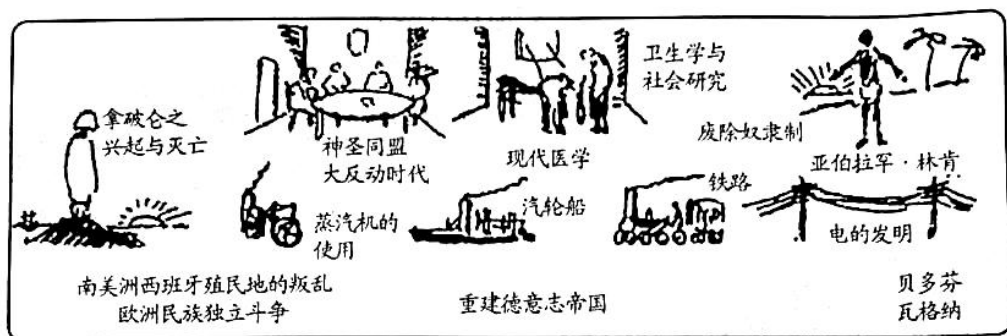 拿破仑之
兴起与灭亡
神圣同盟
大反动时代
现代医学
卫生学与
社会研究
废除奴隶制
亚伯拉罕·林肯
蒸汽机的
使用
汽轮船
铁路
电的发明
南美洲西班牙殖民地的叛乱
欧洲民族独立斗争
重建德意志帝国
贝多芬
瓦格纳